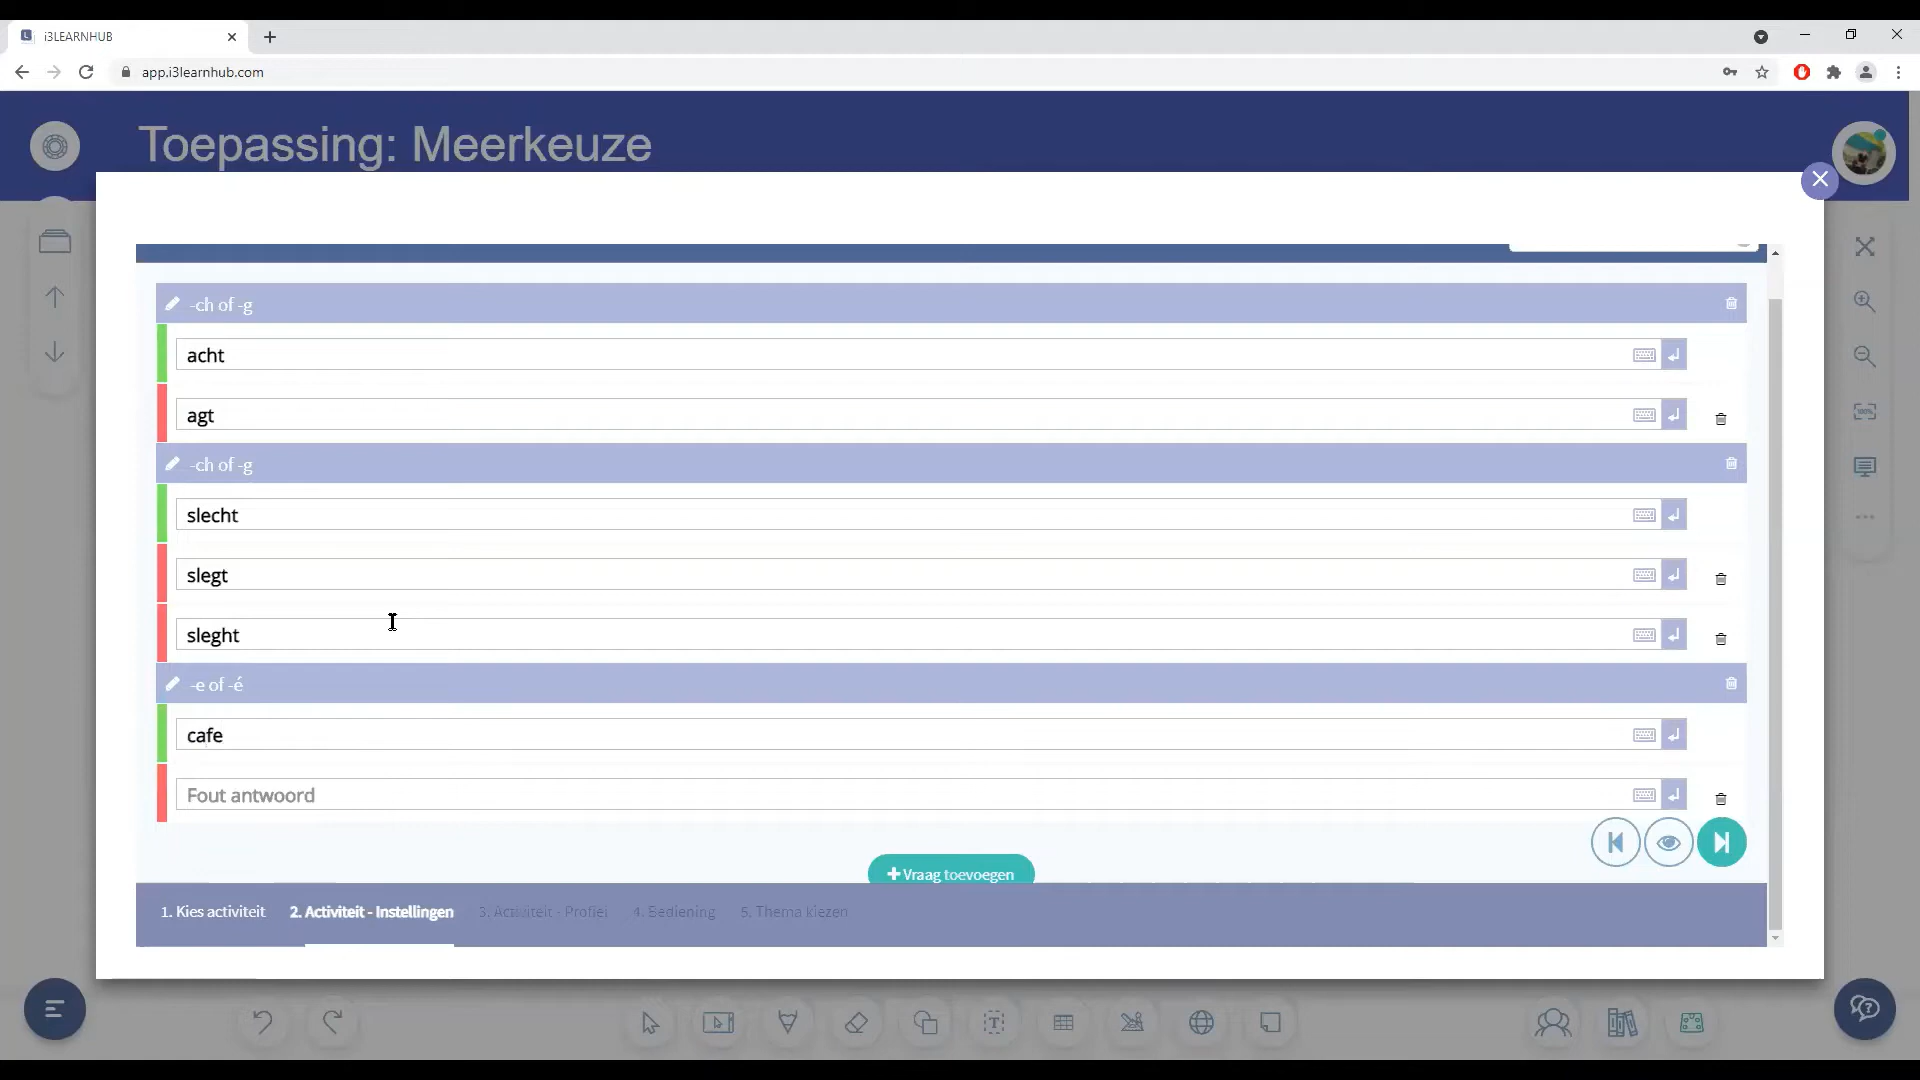 i3LEARNHUB
app.i3learnhub.com
Toepassing: Meerkeuze
-ch of -g
acht
agt
-ch of -g
slecht
slegt
sleght
-e of -é
cafe
Fout antwoord
+Vraag toevoegen
1. Kies activiteit 2. Activiteit - Instellingen 3. Activiteit - Profiel 4. Bediening 5. Thema kiezen
100%